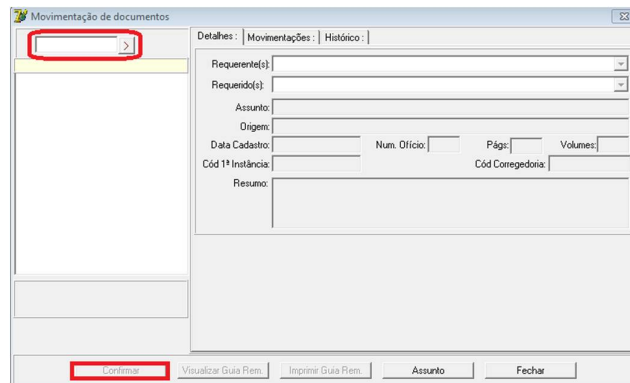 Movimentação de documentos
>
Detalhes : Movimentações : Histórico :
Requerente(s):
Requerido(s):
Assunto:
Origem:
Data Cadastro: Num. Ofício: Págs: Volumes:
Cód 1ª Instância: Cód Corregedoria:
Resumo:
Confirmar Visualizar Guia Rem. Imprimir Guia Rem. Assunto Fechar